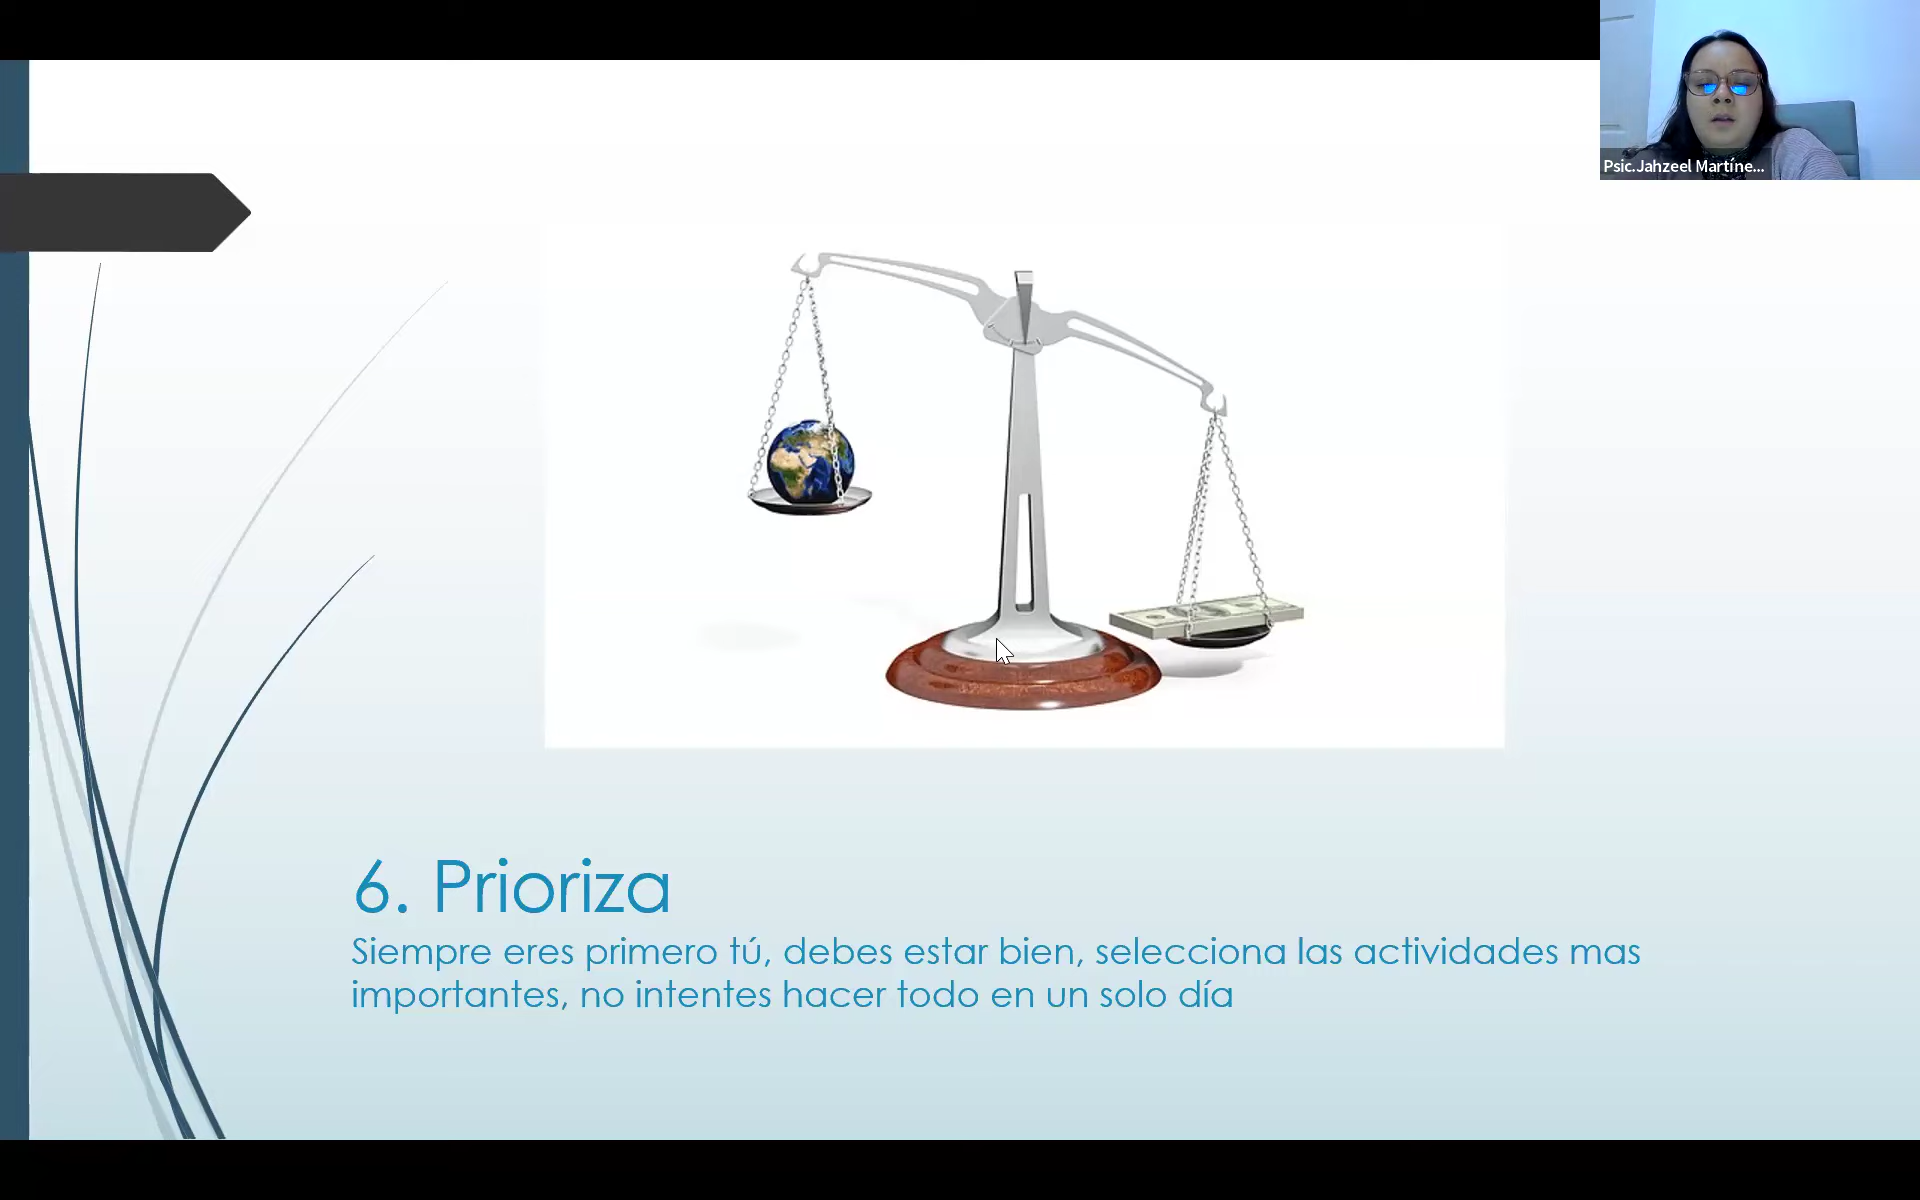 Psic.Jahzeel Martíne...
6. Prioriza
Siempre eres primero tú, debes estar bien, selecciona las actividades mas
importantes, no intentes hacer todo en un solo día